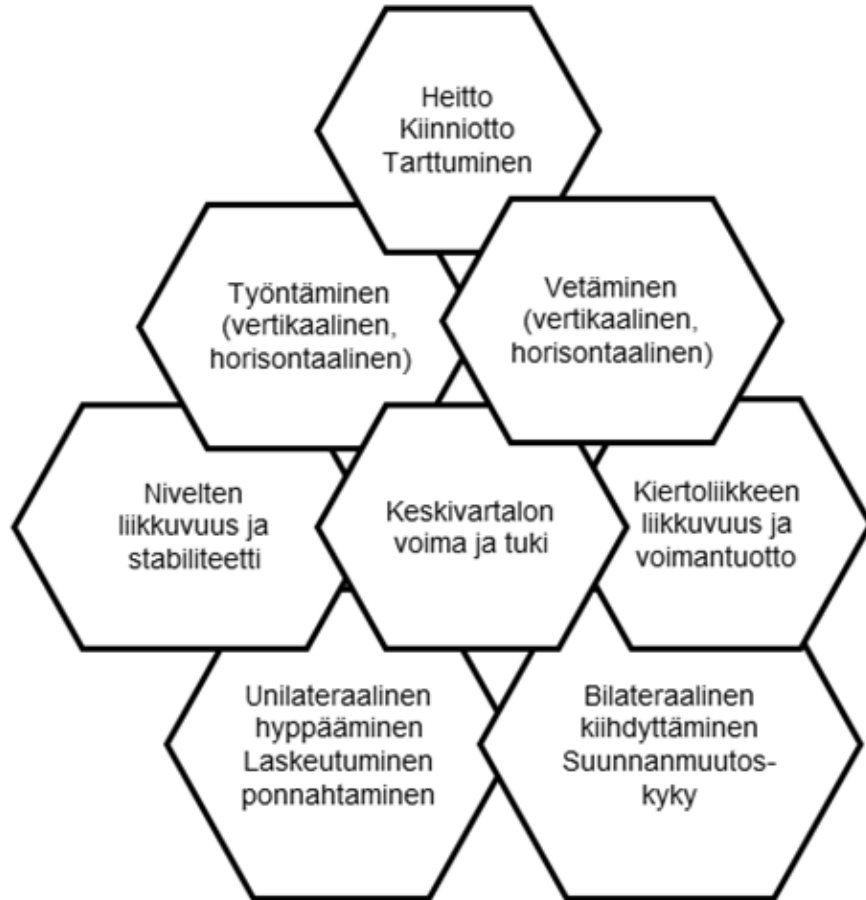 Heitto
Kiinniotto
Tarttuminen
Työntäminen
(vertikaalinen,
horisontaalinen)
Vetäminen
(vertikaalinen,
horisontaalinen)
Nivelten
liikkuvuus ja
stabiliteetti
Keskivartalon
voima ja tuki
Kiertoliikkeen
liikkuvuus ja
voimantuotto
Unilateraalinen
hyppääminen
Laskeutuminen
ponnahtaminen
Bilateraalinen
kiihdyttäminen
Suunnanmuutos-
kyky